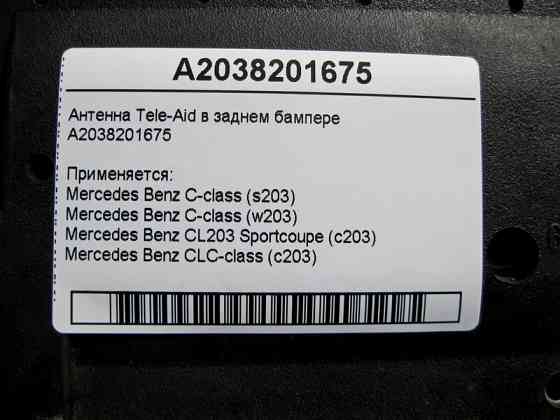 A2038201675
Антенна Tele-Aid в заднем бампере
A2038201675
Применяется:
Mercedes Benz C-class (s203)
Mercedes Benz C-class (w203)
Mercedes Benz CL203 Sportcoupe (c203)
Mercedes Benz CLC-class (c203)